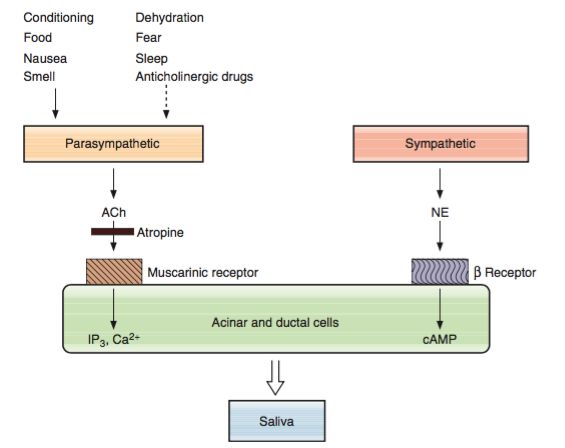 Conditioning
Food
Nausea
Smell
Dehydration
Fear
Sleep
Anticholinergic drugs
Parasympathetic
Sympathetic
ACh
NE
Atropine
Muscarinic receptor
β Receptor
Acinar and ductal cells
IP₃, Ca²⁺
cAMP
Saliva